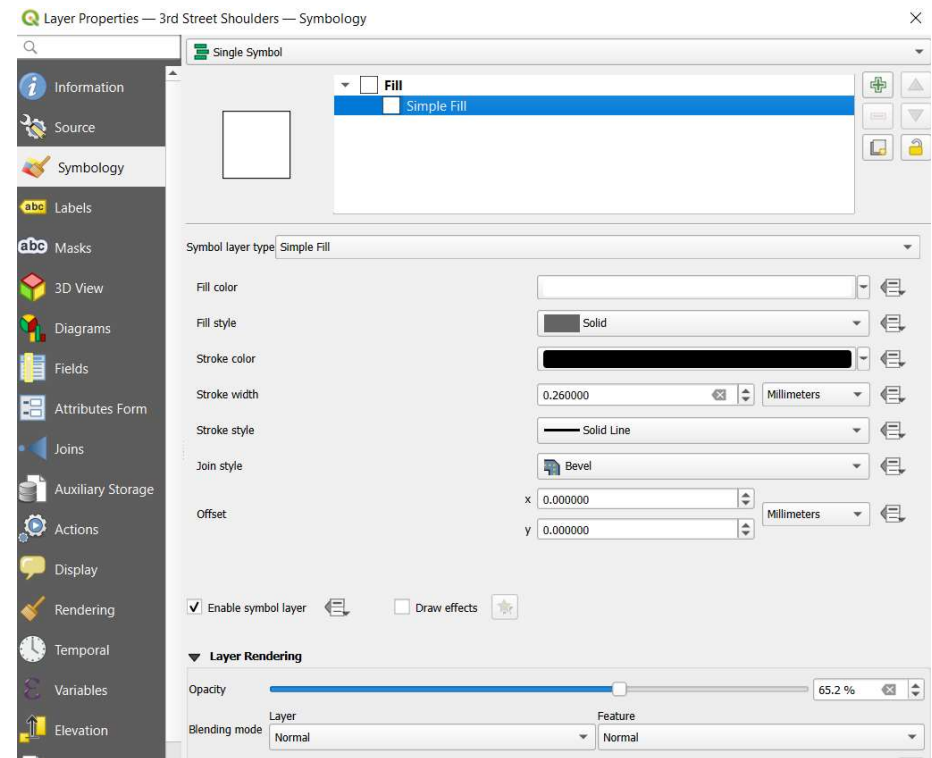 Layer Properties — 3rd Street Shoulders — Symbology
Single Symbol
Information
Source
Symbology
abc Labels
abc Masks
3D View
Diagrams
Fields
Attributes Form
Joins
Auxiliary Storage
Actions
Display
Rendering
Temporal
Variables
Elevation
Fill
Simple Fill
Symbol layer type Simple Fill
Fill color
Fill style Solid
Stroke color
Stroke width 0.260000 Millimeters
Stroke style Solid Line
Join style Bevel
Offset x 0.000000 Millimeters
y 0.000000
Enable symbol layer Draw effects
Layer Rendering
Opacity 65.2 %
Layer Feature
Blending mode Normal Normal